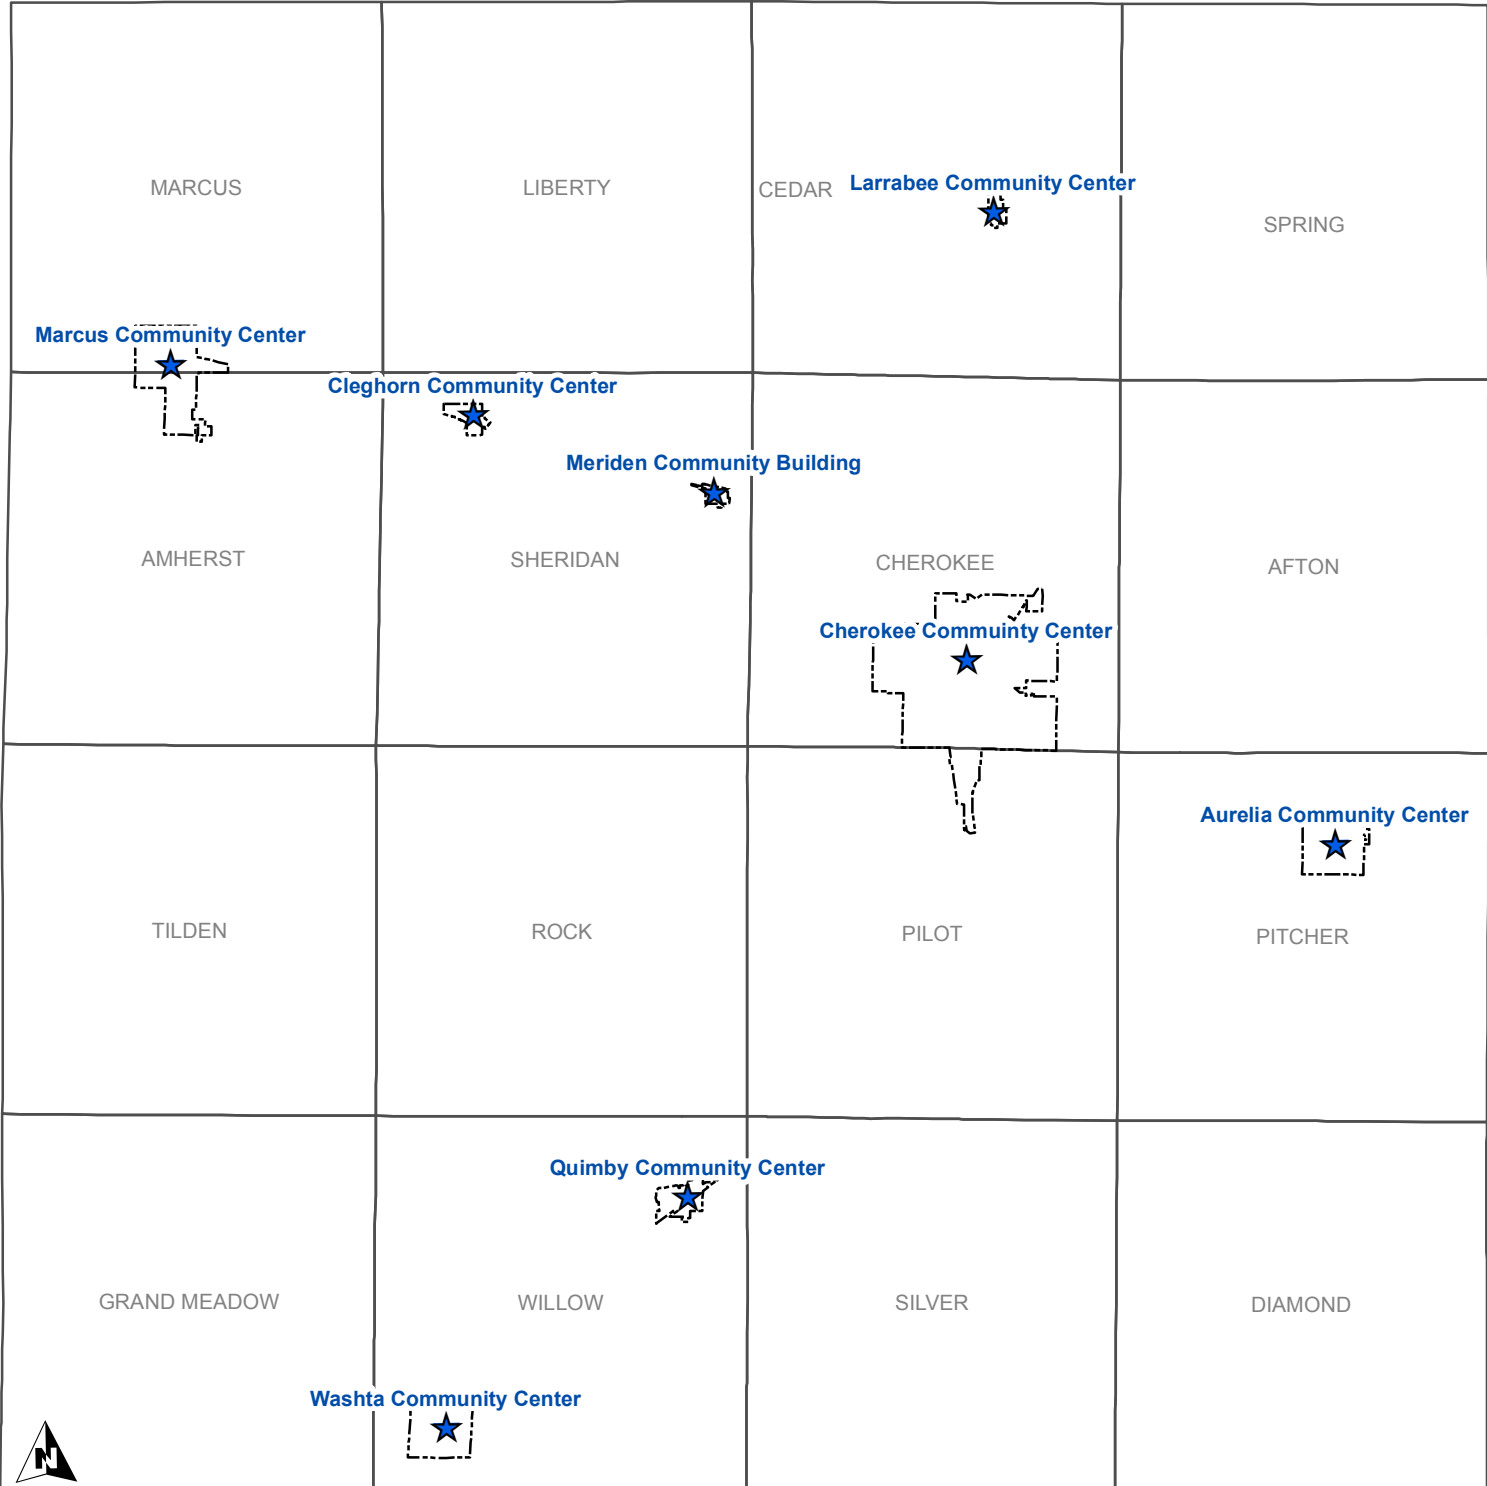 MARCUS
LIBERTY
CEDAR
Larrabee Community Center
SPRING
Marcus Community Center
Cleghorn Community Center
Meriden Community Building
AMHERST
SHERIDAN
CHEROKEE
AFTON
Cherokee Commuinty Center
Aurelia Community Center
TILDEN
ROCK
PILOT
PITCHER
Quimby Community Center
GRAND MEADOW
WILLOW
SILVER
DIAMOND
Washta Community Center
N